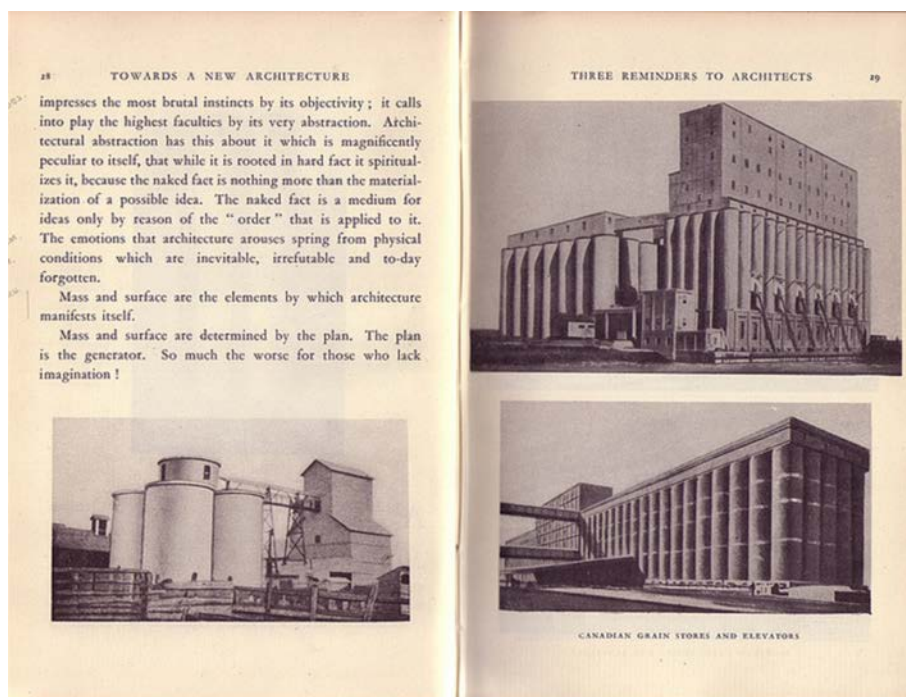 28 TOWARDS A NEW ARCHITECTURE
impresses the most brutal instincts by its objectivity ; it calls
into play the highest faculties by its very abstraction. Archi-
tectural abstraction has this about it which is magnificently
peculiar to itself, that while it is rooted in hard fact it spiritual-
izes it, because the naked fact is nothing more than the material-
ization of a possible idea. The naked fact is a medium for
ideas only by reason of the “ order ” that is applied to it.
The emotions that architecture arouses spring from physical
conditions which are inevitable, irrefutable and to-day
forgotten.
Mass and surface are the elements by which architecture
manifests itself.
Mass and surface are determined by the plan. The plan
is the generator. So much the worse for those who lack
imagination !
THREE REMINDERS TO ARCHITECTS 29
CANADIAN GRAIN STORES AND ELEVATORS